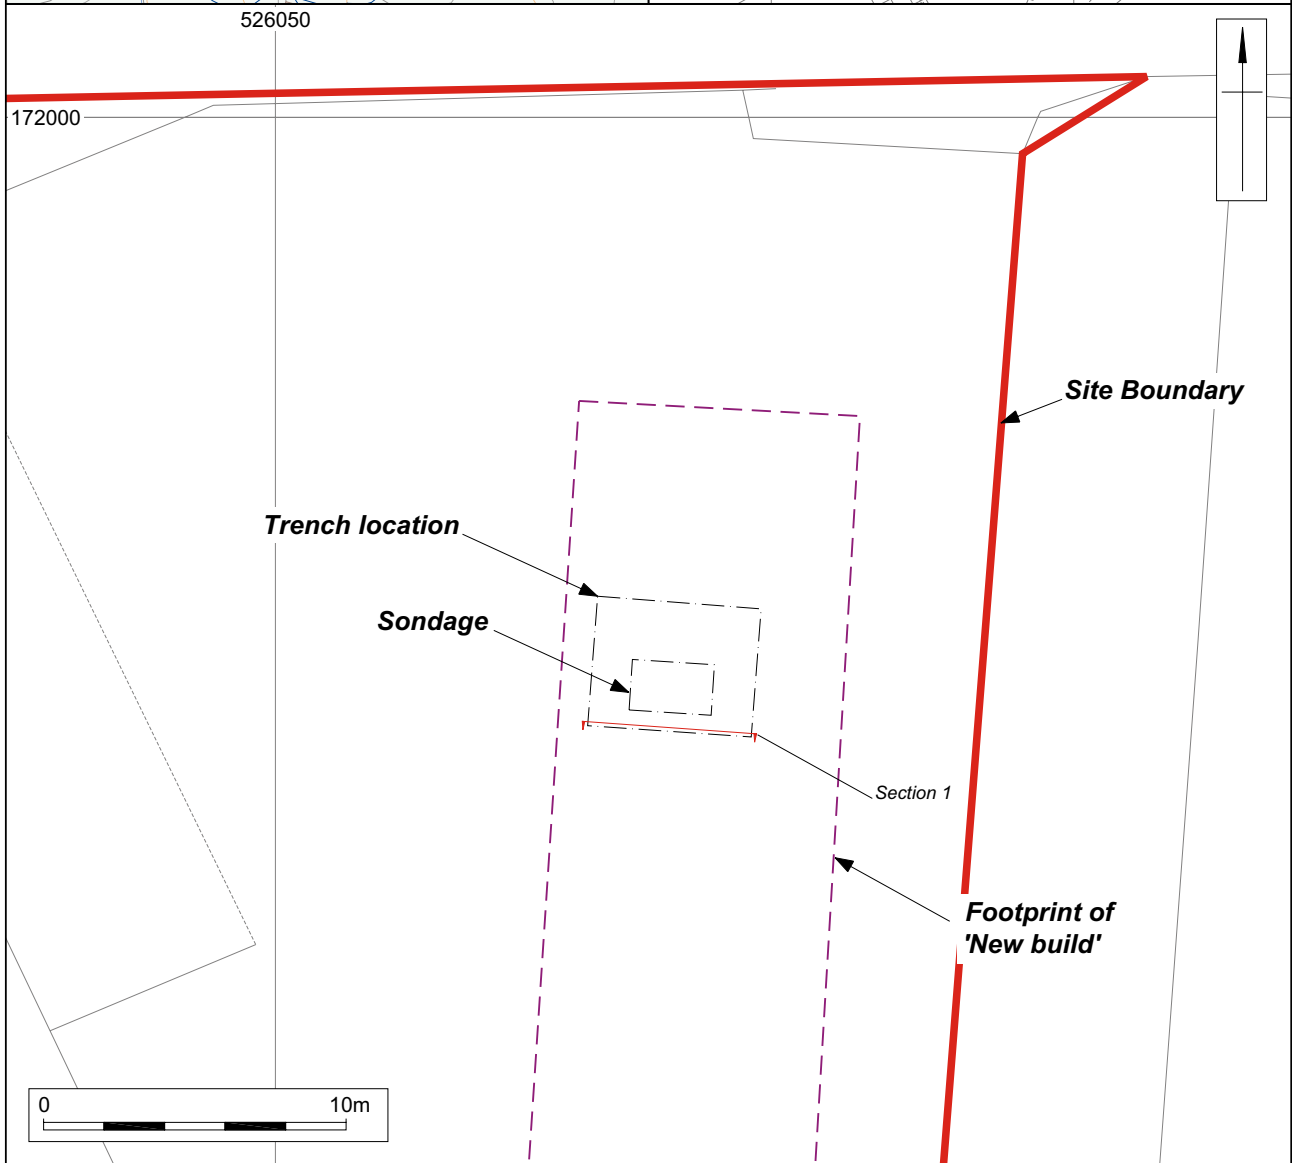 526050
172000
Site Boundary
Trench location
Sondage
Section 1
Footprint of
'New build'
0 10m